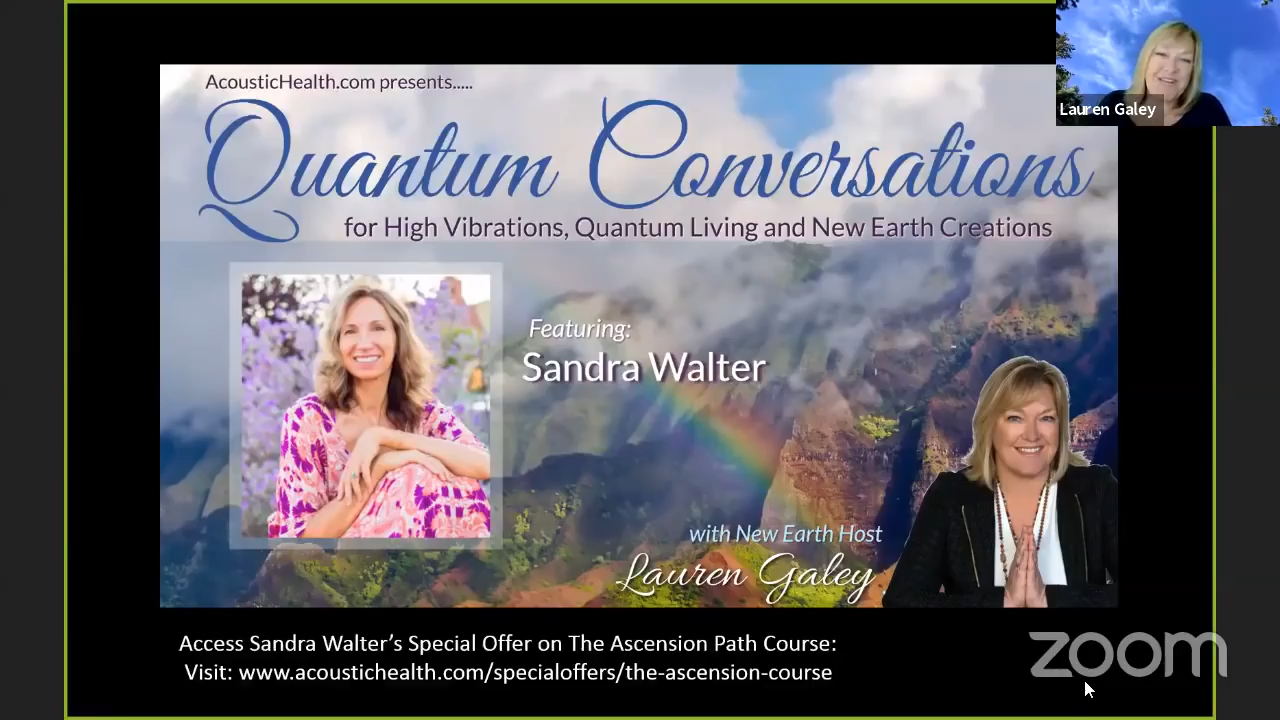 AcousticHealth.com presents.....
Quantum Conversations
for High Vibrations, Quantum Living and New Earth Creations
Lauren Galey
Featuring:
Sandra Walter
with New Earth Host
Lauren Galey
Access Sandra Walter’s Special Offer on The Ascension Path Course:
Visit: www.acoustichealth.com/specialoffers/the-ascension-course
zoom